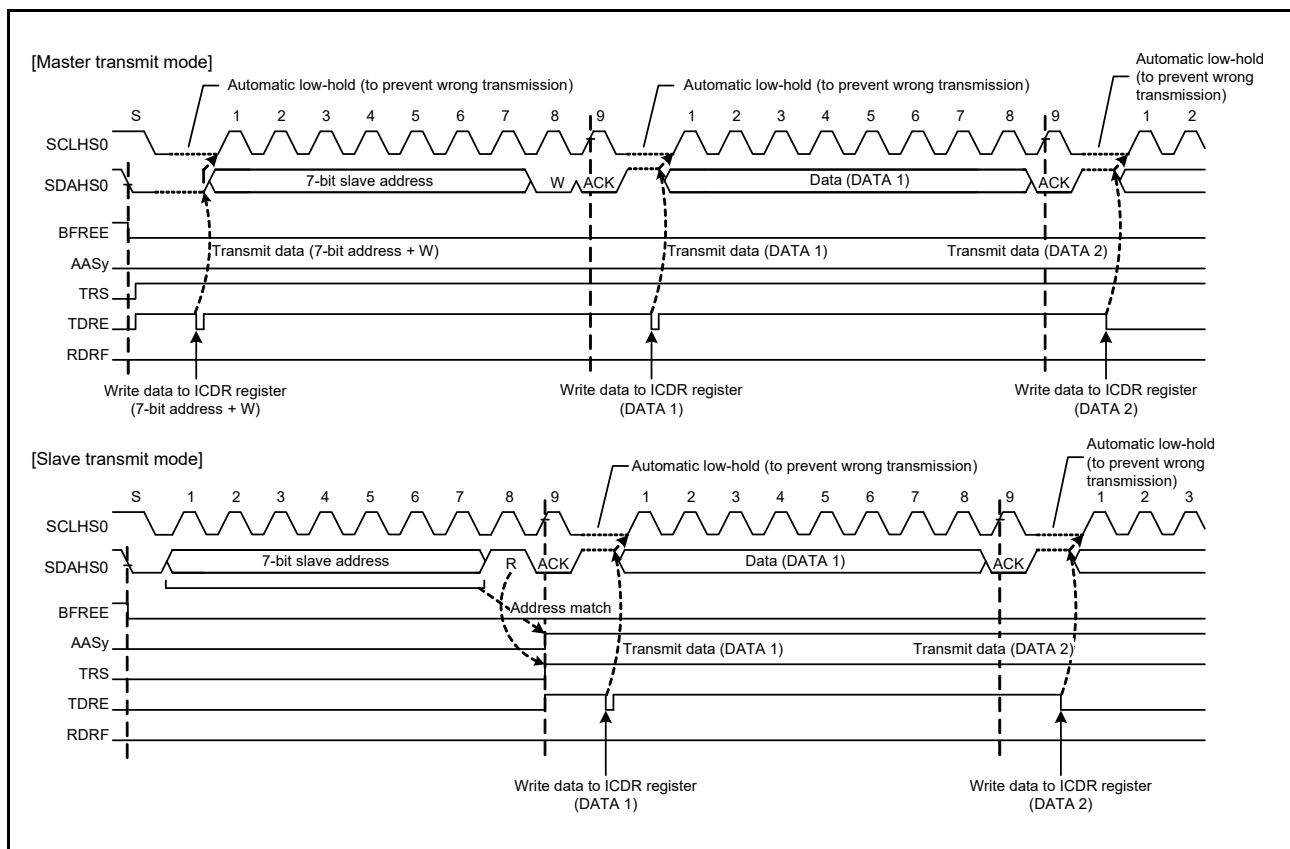 [Master transmit mode]
Automatic low-hold (to prevent wrong transmission)
Automatic low-hold (to prevent wrong transmission)
Automatic low-hold
(to prevent wrong
transmission)
S 1 2 3 4 5 6 7 8 9 1 2 3 4 5 6 7 8 9 1 2
SCLHS0
SDAHS0 7-bit slave address W ACK Data (DATA 1) ACK
BFREE
Transmit data (7-bit address + W) Transmit data (DATA 1) Transmit data (DATA 2)
AASy
TRS
TDRE
RDRF
Write data to ICDR register
(7-bit address + W)
Write data to ICDR register
(DATA 1)
Write data to ICDR register
(DATA 2)
[Slave transmit mode]
Automatic low-hold (to prevent wrong transmission)
Automatic low-hold
(to prevent wrong
transmission)
S 1 2 3 4 5 6 7 8 9 1 2 3 4 5 6 7 8 9 1 2 3
SCLHS0
SDAHS0 7-bit slave address R ACK Data (DATA 1) ACK
BFREE Address match
AASy Transmit data (DATA 1) Transmit data (DATA 2)
TRS
TDRE
RDRF
Write data to ICDR register
(DATA 1)
Write data to ICDR register
(DATA 2)